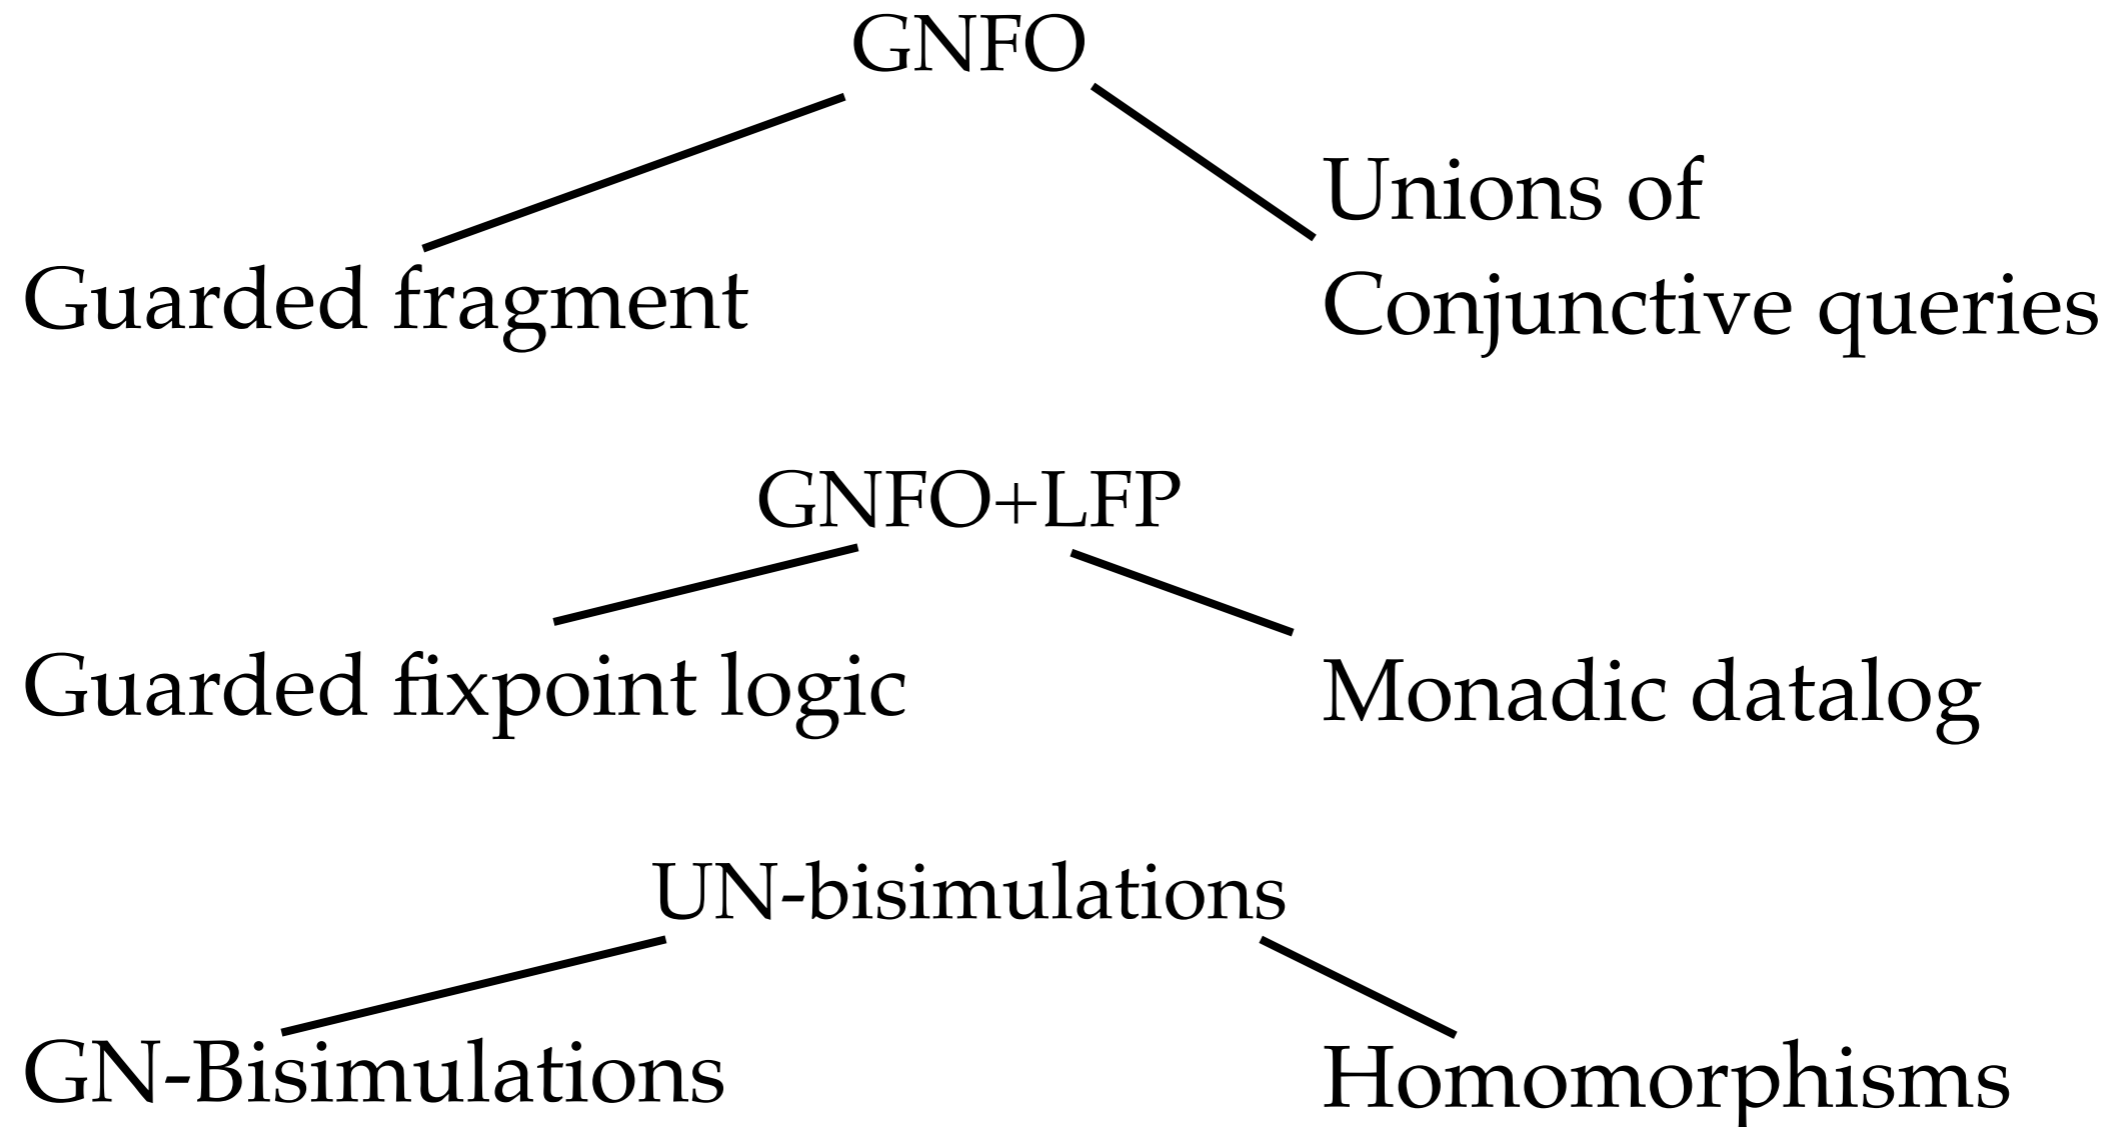 GNFO
Unions of
Guarded fragment
Conjunctive queries
GNFO+LFP
Guarded fixpoint logic
Monadic datalog
UN-bisimulations
GN-Bisimulations
Homomorphisms